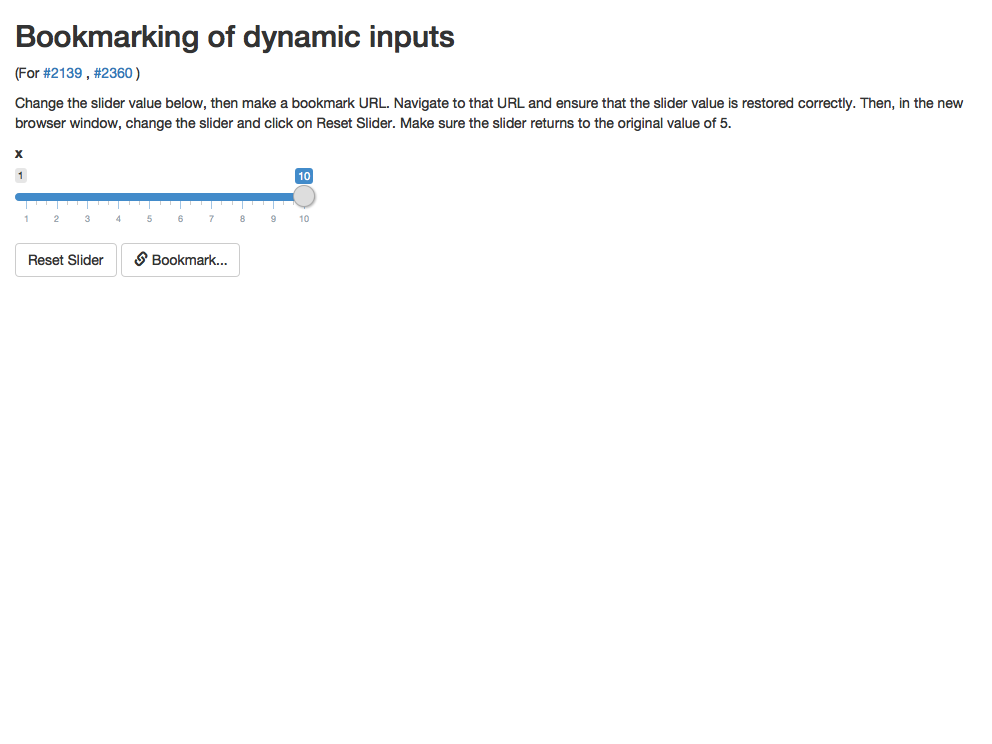 Bookmarking of dynamic inputs
(For #2139 , #2360 )
Change the slider value below, then make a bookmark URL. Navigate to that URL and ensure that the slider value is restored correctly. Then, in the new
browser window, change the slider and click on Reset Slider. Make sure the slider returns to the original value of 5.
x
1 10
1 2 3 4 5 6 7 8 9 10
Reset Slider Bookmark...